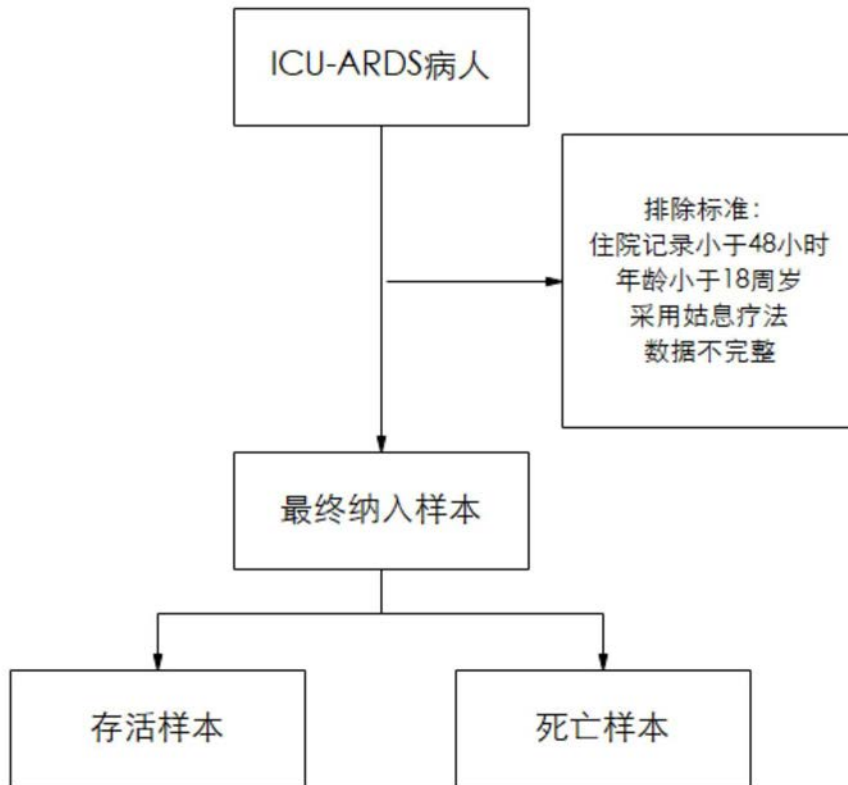 ICU-ARDS病人
排除标准：
住院记录小于48小时
年龄小于18周岁
采用姑息疗法
数据不完整
最终纳入样本
存活样本
死亡样本